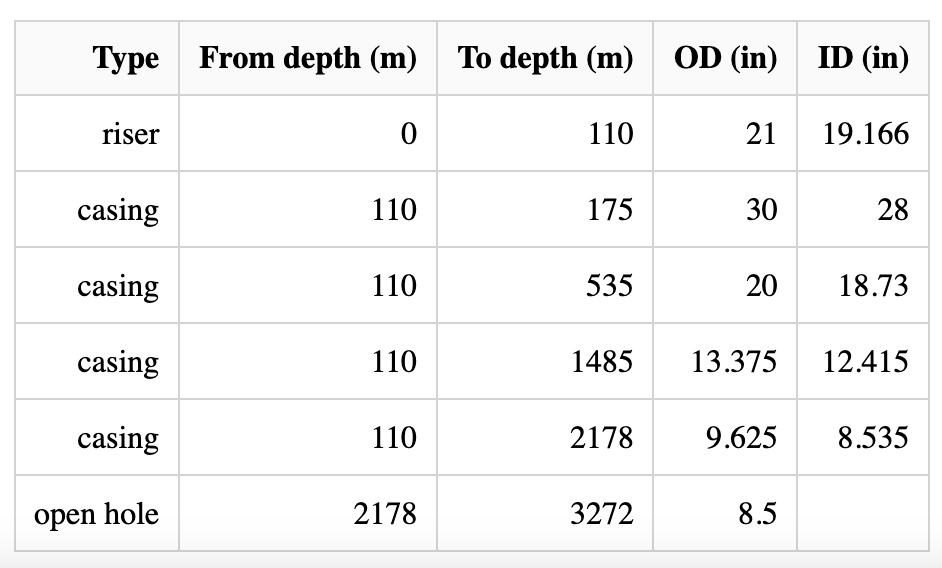 Type From depth (m) To depth (m) OD (in) ID (in)
riser 0 110 21 19.166
casing 110 175 30 28
casing 110 535 20 18.73
casing 110 1485 13.375 12.415
casing 110 2178 9.625 8.535
open hole 2178 3272 8.5